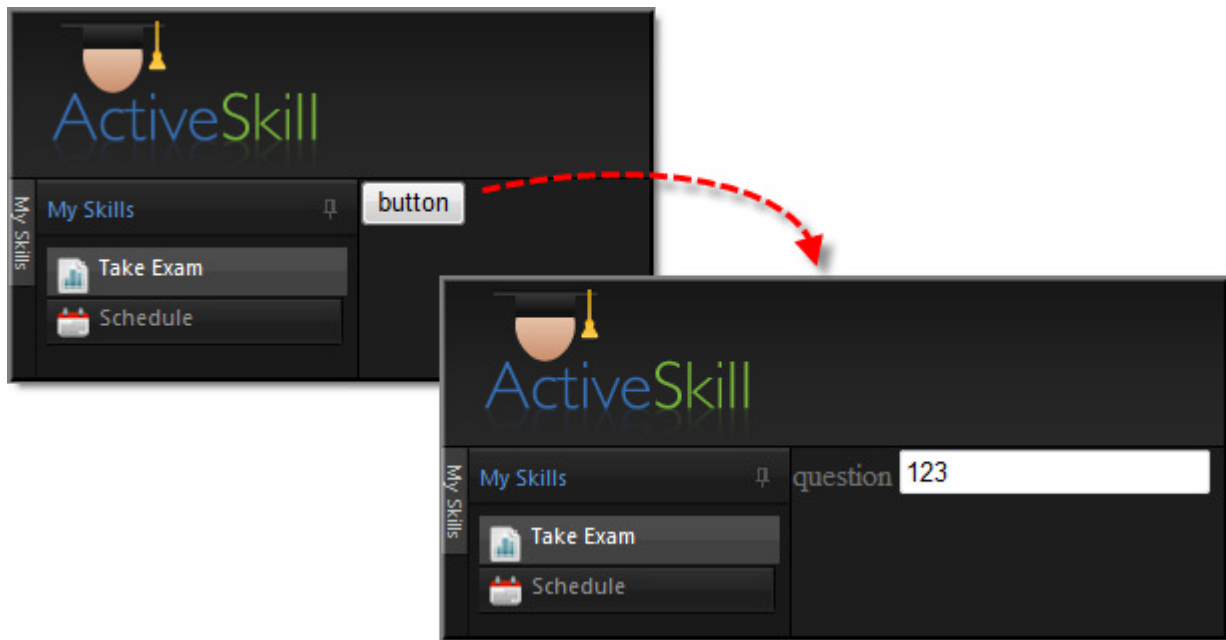 ActiveSkill
My Skills
My Skills
button
Take Exam
Schedule
ActiveSkill
My Skills
My Skills
question 123
Take Exam
Schedule